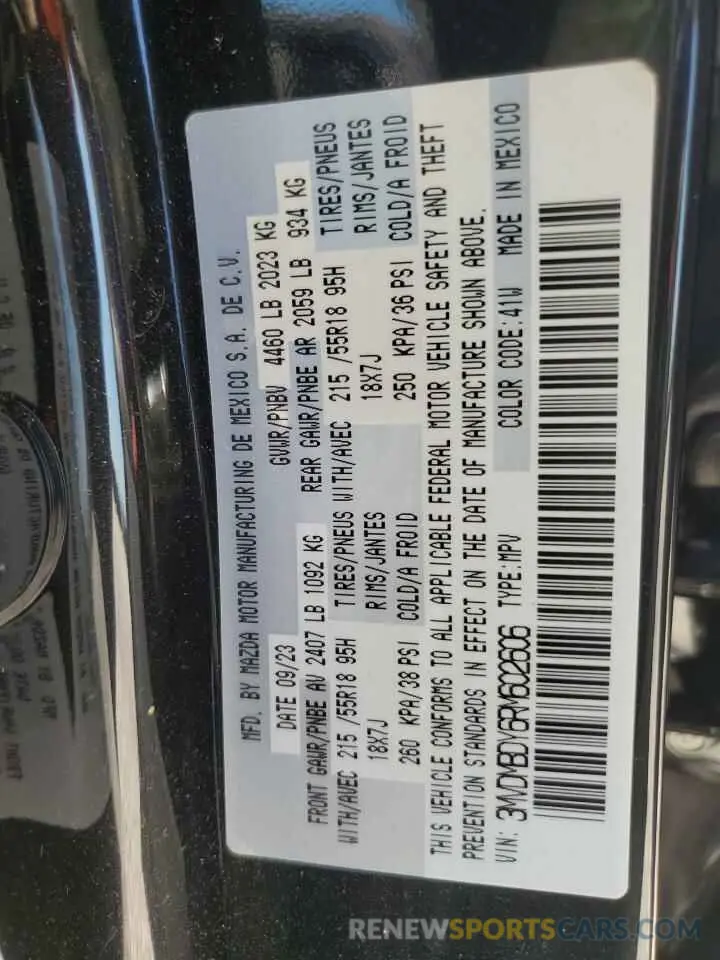 MFD. BY MAZDA MOTOR MANUFACTURING DE MEXICO S.A. DE C.V.
DATE 09/23 GVWR/PNBV 4460 LB 2023 KG
FRONT GAWR/PNBE AV 2407 LB 1092 KG REAR GAWR/PNBE AR 2059 LB 934 KG
WITH/AVEC 215 /55R18 95H TIRES/PNEUS WITH/AVEC 215 /55R18 95H TIRES/PNEUS
18X7J RIMS/JANTES 18X7J RIMS/JANTES
260 KPA/38 PSI COLD/A FROID 250 KPA/36 PSI COLD/A FROID
THIS VEHICLE CONFORMS TO ALL APPLICABLE FEDERAL MOTOR VEHICLE SAFETY AND THEFT
PREVENTION STANDARDS IN EFFECT ON THE DATE OF MANUFACTURE SHOWN ABOVE.
VIN: 3MVDMBDY6RM602606 TYPE:MPV COLOR CODE:41W MADE IN MEXICO
RENEWSPORTSCARS.COM